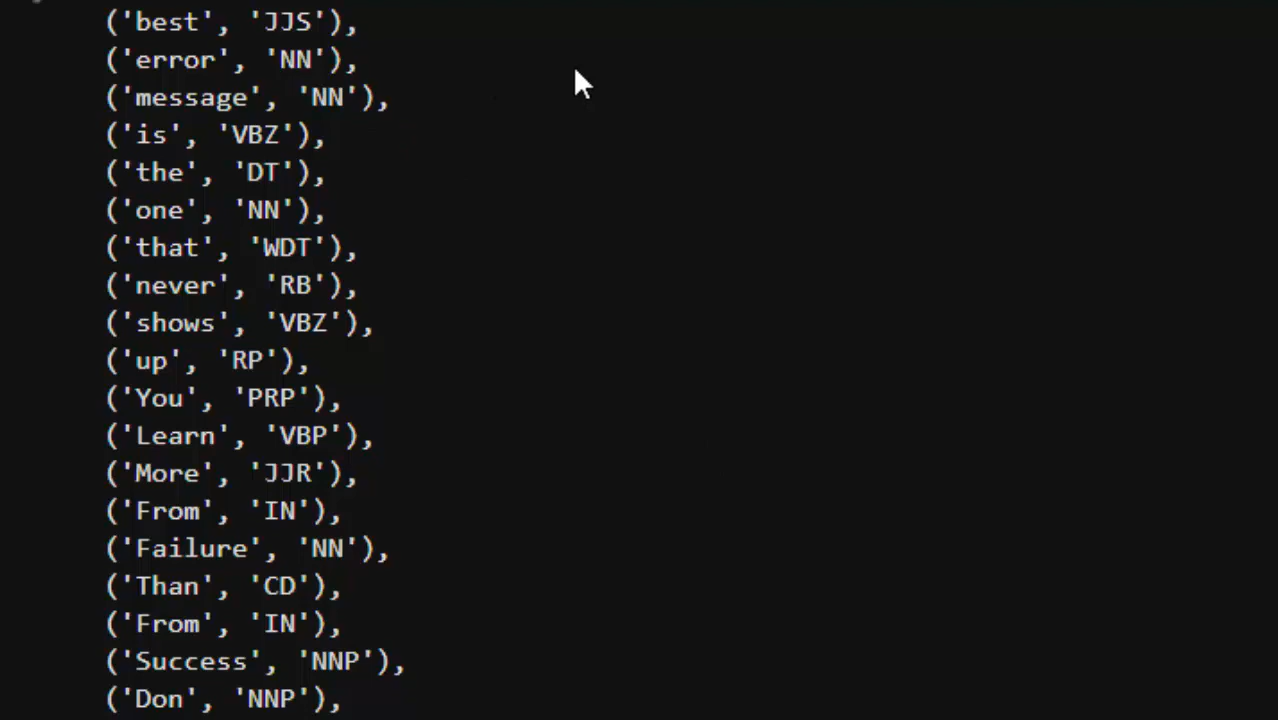 ('best', 'JJS'),
('error', 'NN'),
('message', 'NN'),
('is', 'VBZ'),
('the', 'DT'),
('one', 'NN'),
('that', 'WDT'),
('never', 'RB'),
('shows', 'VBZ'),
('up', 'RP'),
('You', 'PRP'),
('Learn', 'VBP'),
('More', 'JJR'),
('From', 'IN'),
('Failure', 'NN'),
('Than', 'CD'),
('From', 'IN'),
('Success', 'NNP'),
('Don', 'NNP'),